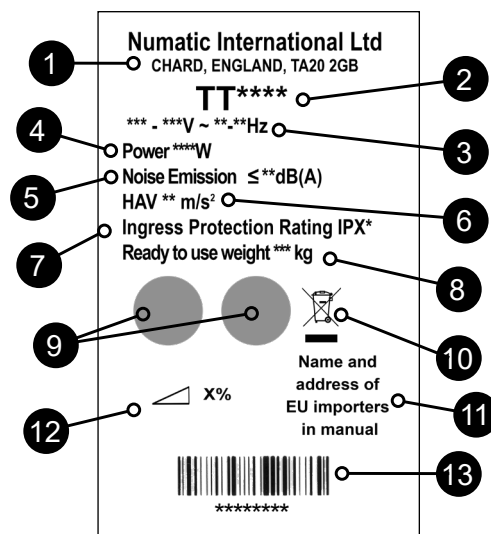 Numatic International Ltd
CHARD, ENGLAND, TA20 2GB
1
TT****
2
*** - ***V ~ **-**Hz
3
4
Power ****W
5
Noise Emission ≤**dB(A)
HAV ** m/s²
6
Ingress Protection Rating IPX*
7
Ready to use weight *** kg
8
9
10
Name and
address of
EU importers
in manual
11
X%
12
13
********